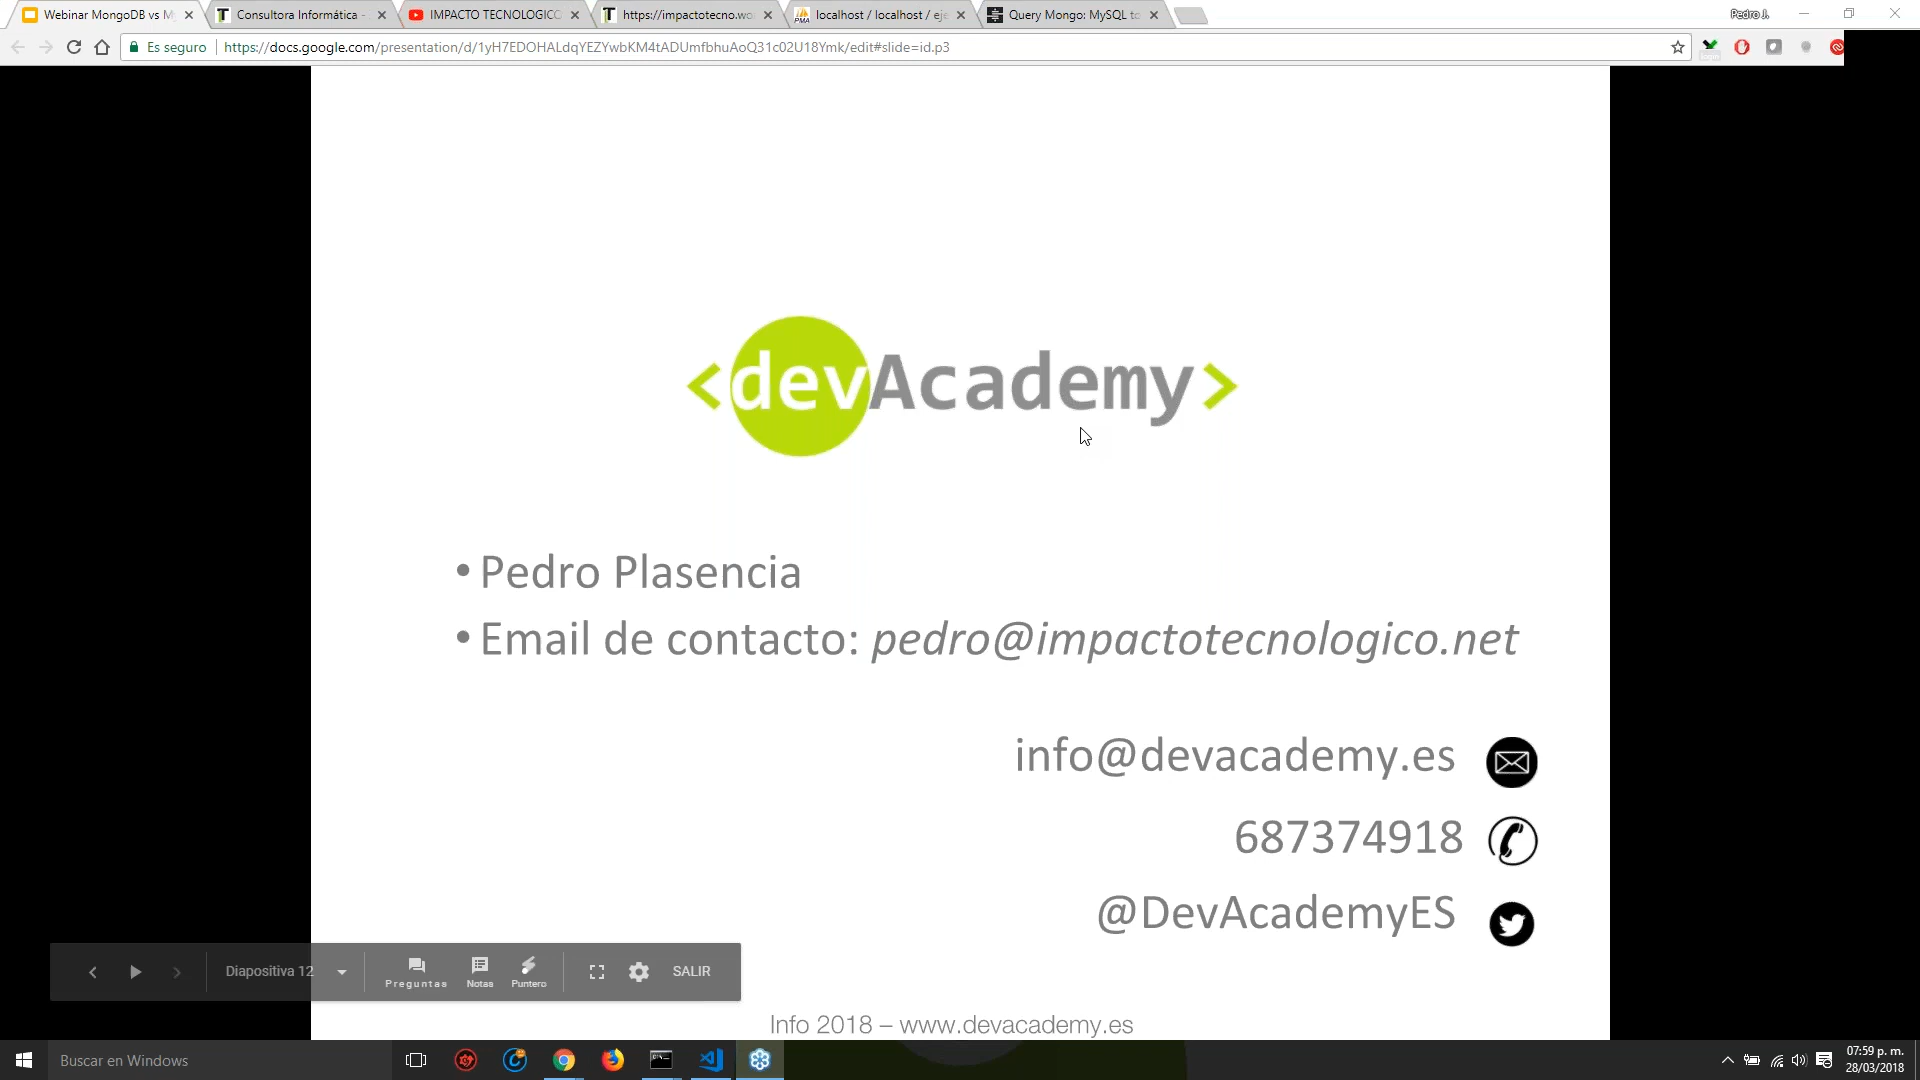 Webinar MongoDB vs M
Consultora Informática -
IMPACTO TECNOLOGICO
https://impactotecno.wo
localhost / localhost / eje
Query Mongo: MySQL to
Pedro J.
Es seguro
https://docs.google.com/presentation/d/1yH7EDOHALdqYEZYwbKM4tADUmfbhuAoQ31c02U18Ymk/edit#slide=id.p3
<devAcademy>
• Pedro Plasencia
• Email de contacto: pedro@impactotecnologico.net
info@devacademy.es
687374918
@DevAcademyES
Diapositiva 12
Preguntas
Notas
Puntero
SALIR
Info 2018 – www.devacademy.es
Buscar en Windows
07:59 p. m.
28/03/2018